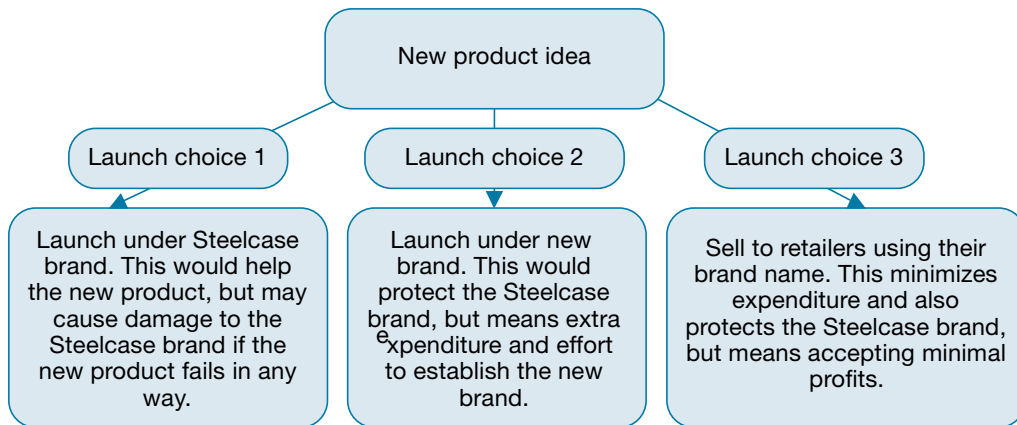 New product idea
Launch choice 1
Launch choice 2
Launch choice 3
Launch under Steelcase
brand. This would help
the new product, but may
cause damage to the
Steelcase brand if the
new product fails in any
way.
Launch under new
brand. This would
protect the Steelcase
brand, but means extra
expenditure and effort
to establish the new
brand.
Sell to retailers using their
brand name. This minimizes
expenditure and also
protects the Steelcase brand,
but means accepting minimal
profits.